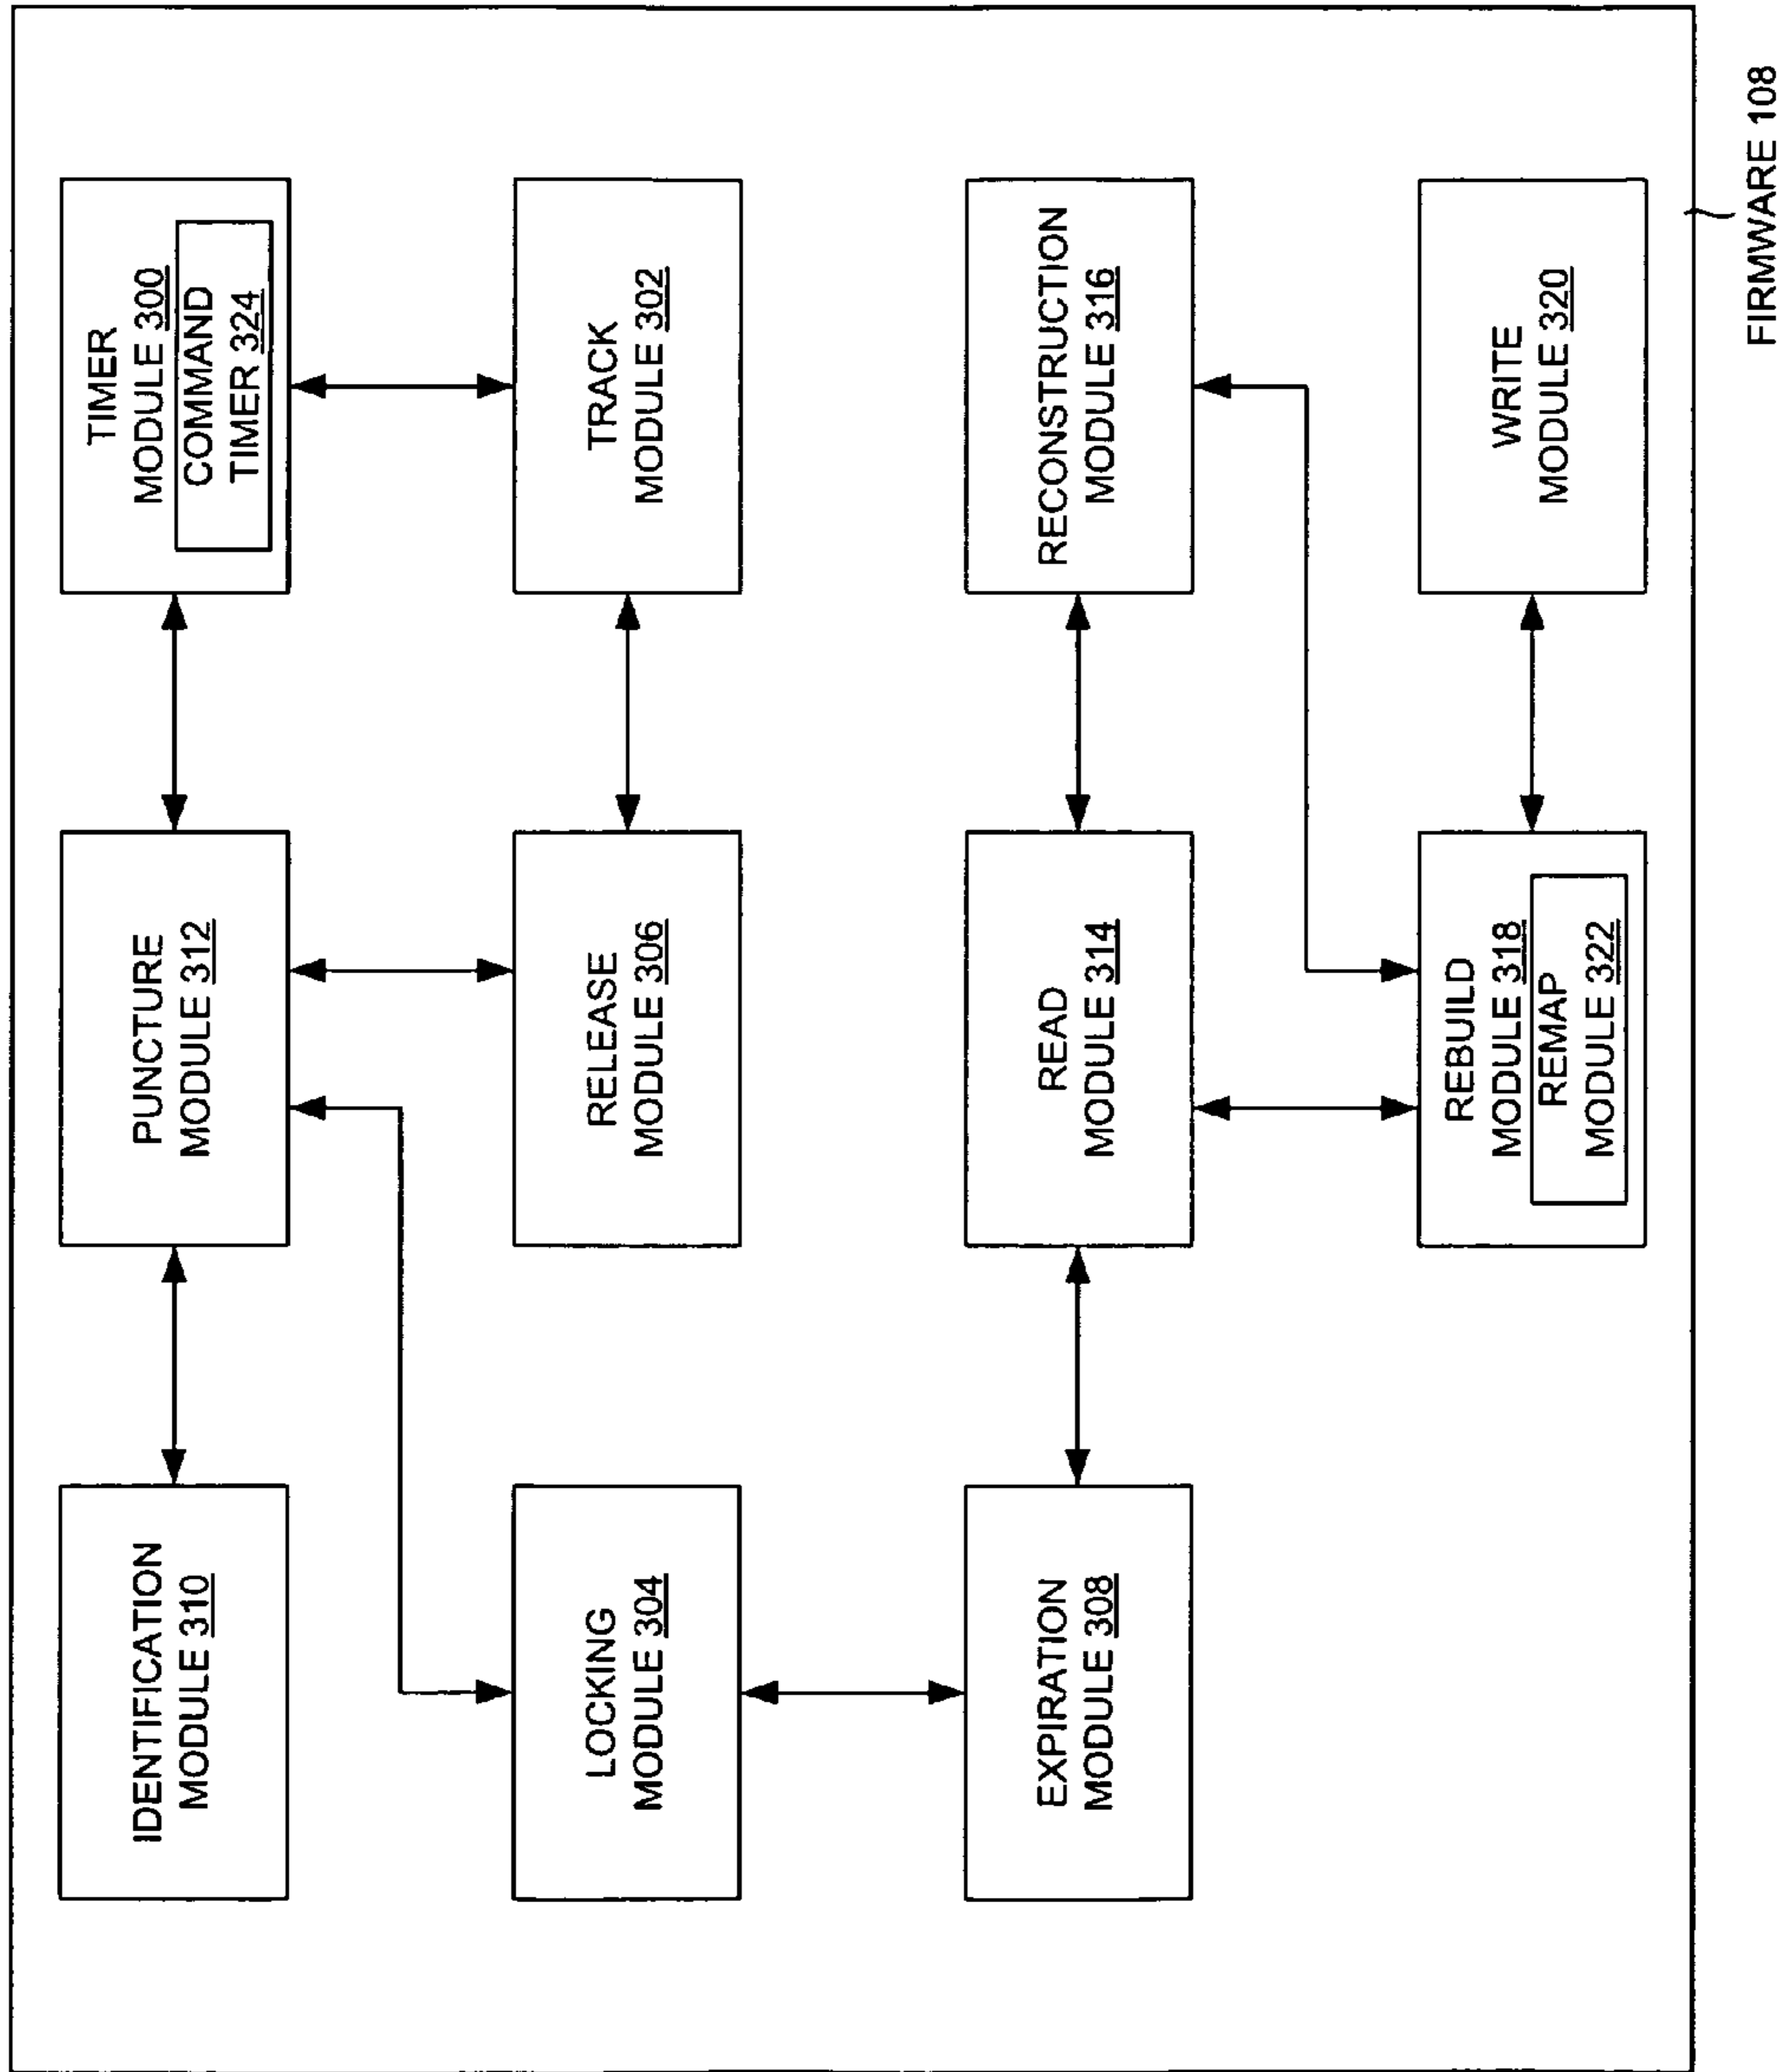 IDENTIFICATION
MODULE 310
PUNCTURE
MODULE 312
TIMER
MODULE 300
COMMAND
TIMER 324
LOCKING
MODULE 304
RELEASE
MODULE 306
TRACK
MODULE 302
EXPIRATION
MODULE 308
READ
MODULE 314
RECONSTRUCTION
MODULE 316
REBUILD
MODULE 318
REMAP
MODULE 322
WRITE
MODULE 320
FIRMWARE 108